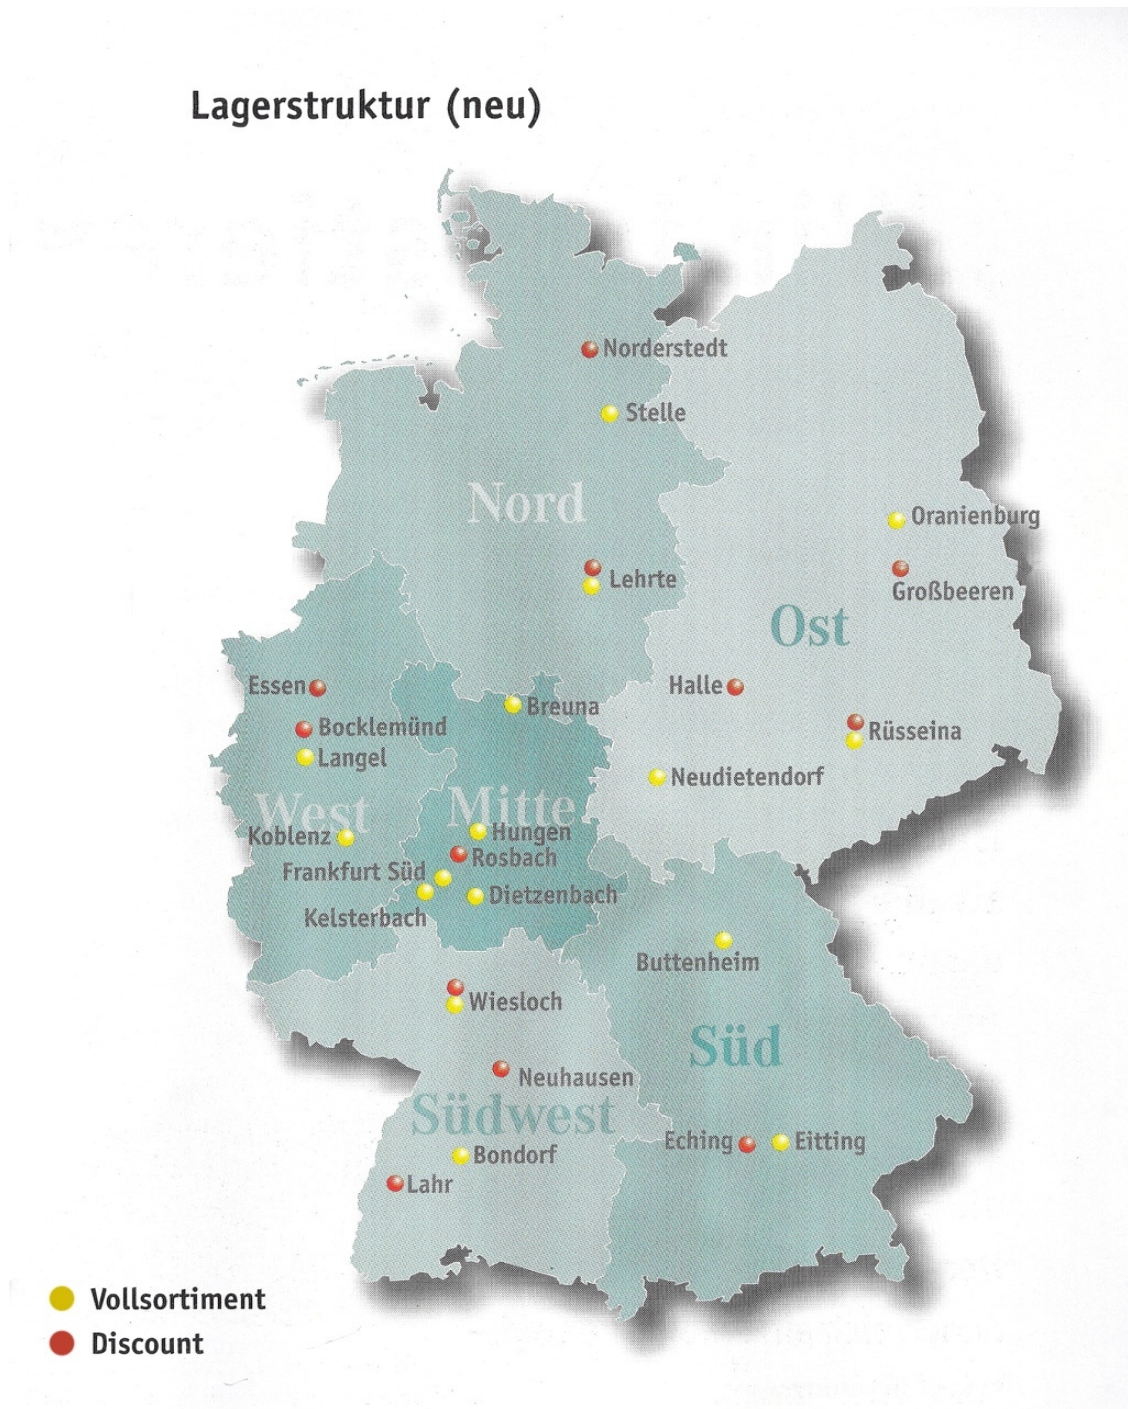 Lagerstruktur (neu)
Norderstedt
Stelle
Nord
Oranienburg
Lehrte
Großbeeren
Ost
Essen
Halle
Breuna
Bocklemünd
Rüsseina
Langel
Neudietendorf
West
Mitte
Koblenz
Hungen
Rosbach
Frankfurt Süd
Dietzenbach
Kelsterbach
Buttenheim
Wiesloch
Süd
Neuhausen
Südwest
Eching
Eitting
Bondorf
Lahr
Vollsortiment
Discount